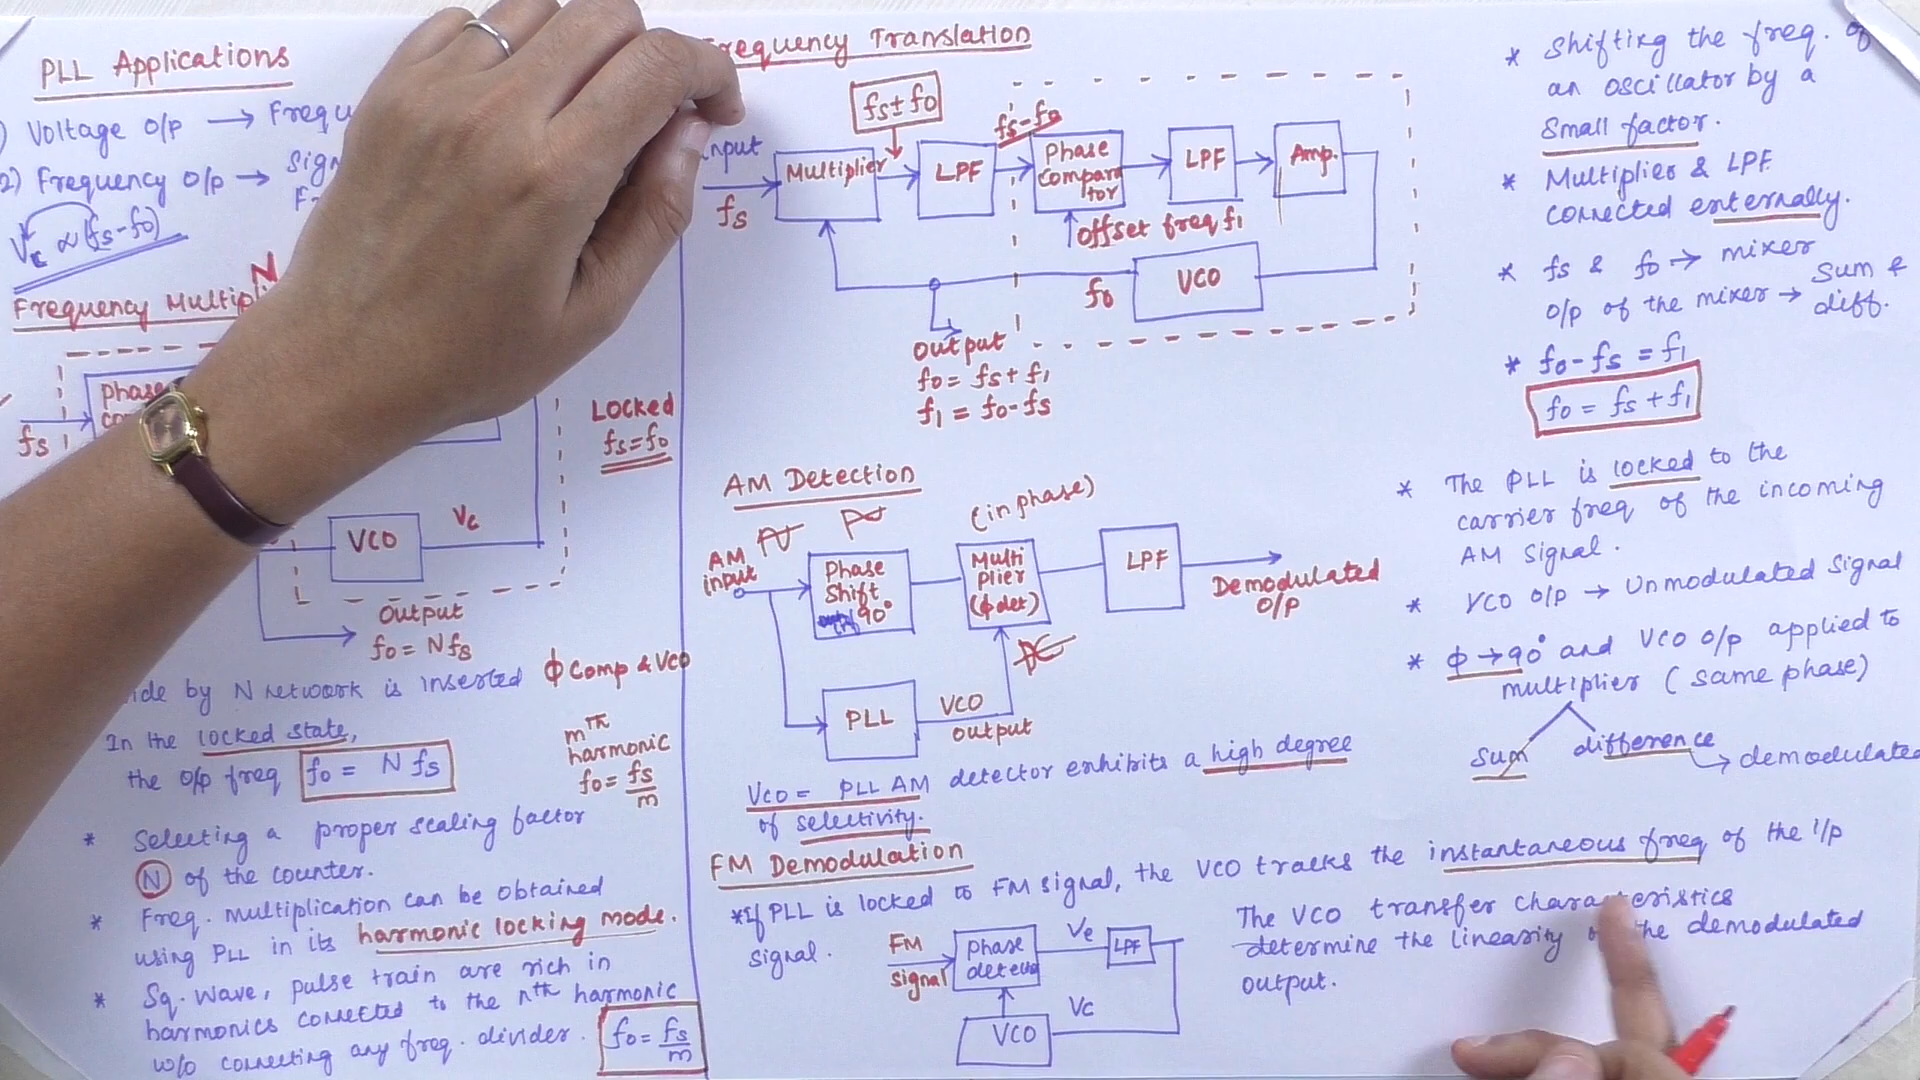 PLL Applications
Voltage O/P → Frequ
2) Frequency O/P → Sign
Vc ∝ (fs-fo)
N
Frequency Multipli
Phase
fs
VCO
Vc
Output
fo = Nfs
LOCKED
fs=fo
ide by N network is inserted ϕ Comp & VCO
In the locked state,
the O/P freq fo = N fs
mth
harmonic
fo = fs/m
* Selecting a proper scaling factor
N of the counter.
* Freq. multiplication can be obtained
using PLL in its harmonic locking mode.
* Sq. wave, pulse train are rich in
harmonics connected to the nth harmonic
w/o connecting any freq. divider. fo = fs/m
Frequency Translation
fs ± fo
fs-fo
input
fs
Multiplier
LPF
Phase
Compara
tor
LPF
Amp.
offset freq f1
fo
VCO
Output
fo = fs + f1
f1 = fo - fs
* Shifting the freq. of
an oscillator by a
Small factor.
* Multiplier & LPF
connected externally.
* fs & fo → mixer
O/P of the mixer → Sum &
diff.
* fo - fs = f1
fo = fs + f1
AM Detection
(in phase)
AM
input
Phase
Shift
90°
Multi
plier
(ϕ det)
LPF
Demodulated
O/P
PLL
VCO
output
VCO = PLL AM detector exhibits a high degree
of selectivity.
* The PLL is locked to the
carrier freq of the incoming
AM signal.
* VCO O/P → Unmodulated Signal
* ϕ → 90° and VCO O/P applied to
multiplier (same phase)
Sum difference
→ demodulated
FM Demodulation
* If PLL is locked to FM signal, the VCO tracks the instantaneous freq of the i/p
signal.
FM
signal
Phase
detec
Ve
LPF
Vc
VCO
The VCO transfer characteristics
determine the linearity the demodulated
output.